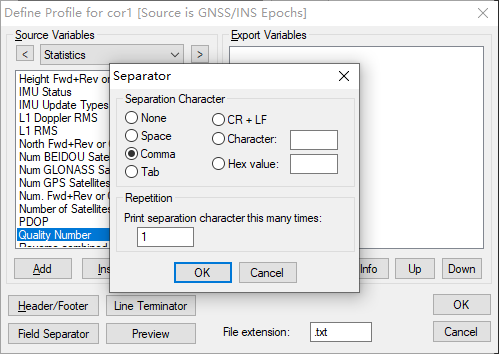 Define Profile for cor1 [Source is GNSS/INS Epochs]
Source Variables
Export Variables
<
Statistics
>
Height Fwd+Rev or
IMU Status
IMU Update Types
L1 Doppler RMS
L1 RMS
North Fwd+Rev or C
Num BEIDOU Sate
Num GLONASS Sate
Num GPS Satellites
Num. Fwd+Rev or C
Number of Satellites
PDOP
Quality Number
Separator
Separation Character
None
Space
Comma
Tab
CR + LF
Character:
Hex value:
Repetition
Print separation character this many times:
1
OK
Cancel
Add
Ins
Info
Up
Down
Header/Footer
Line Terminator
OK
Field Separator
Preview
File extension:
.txt
Cancel